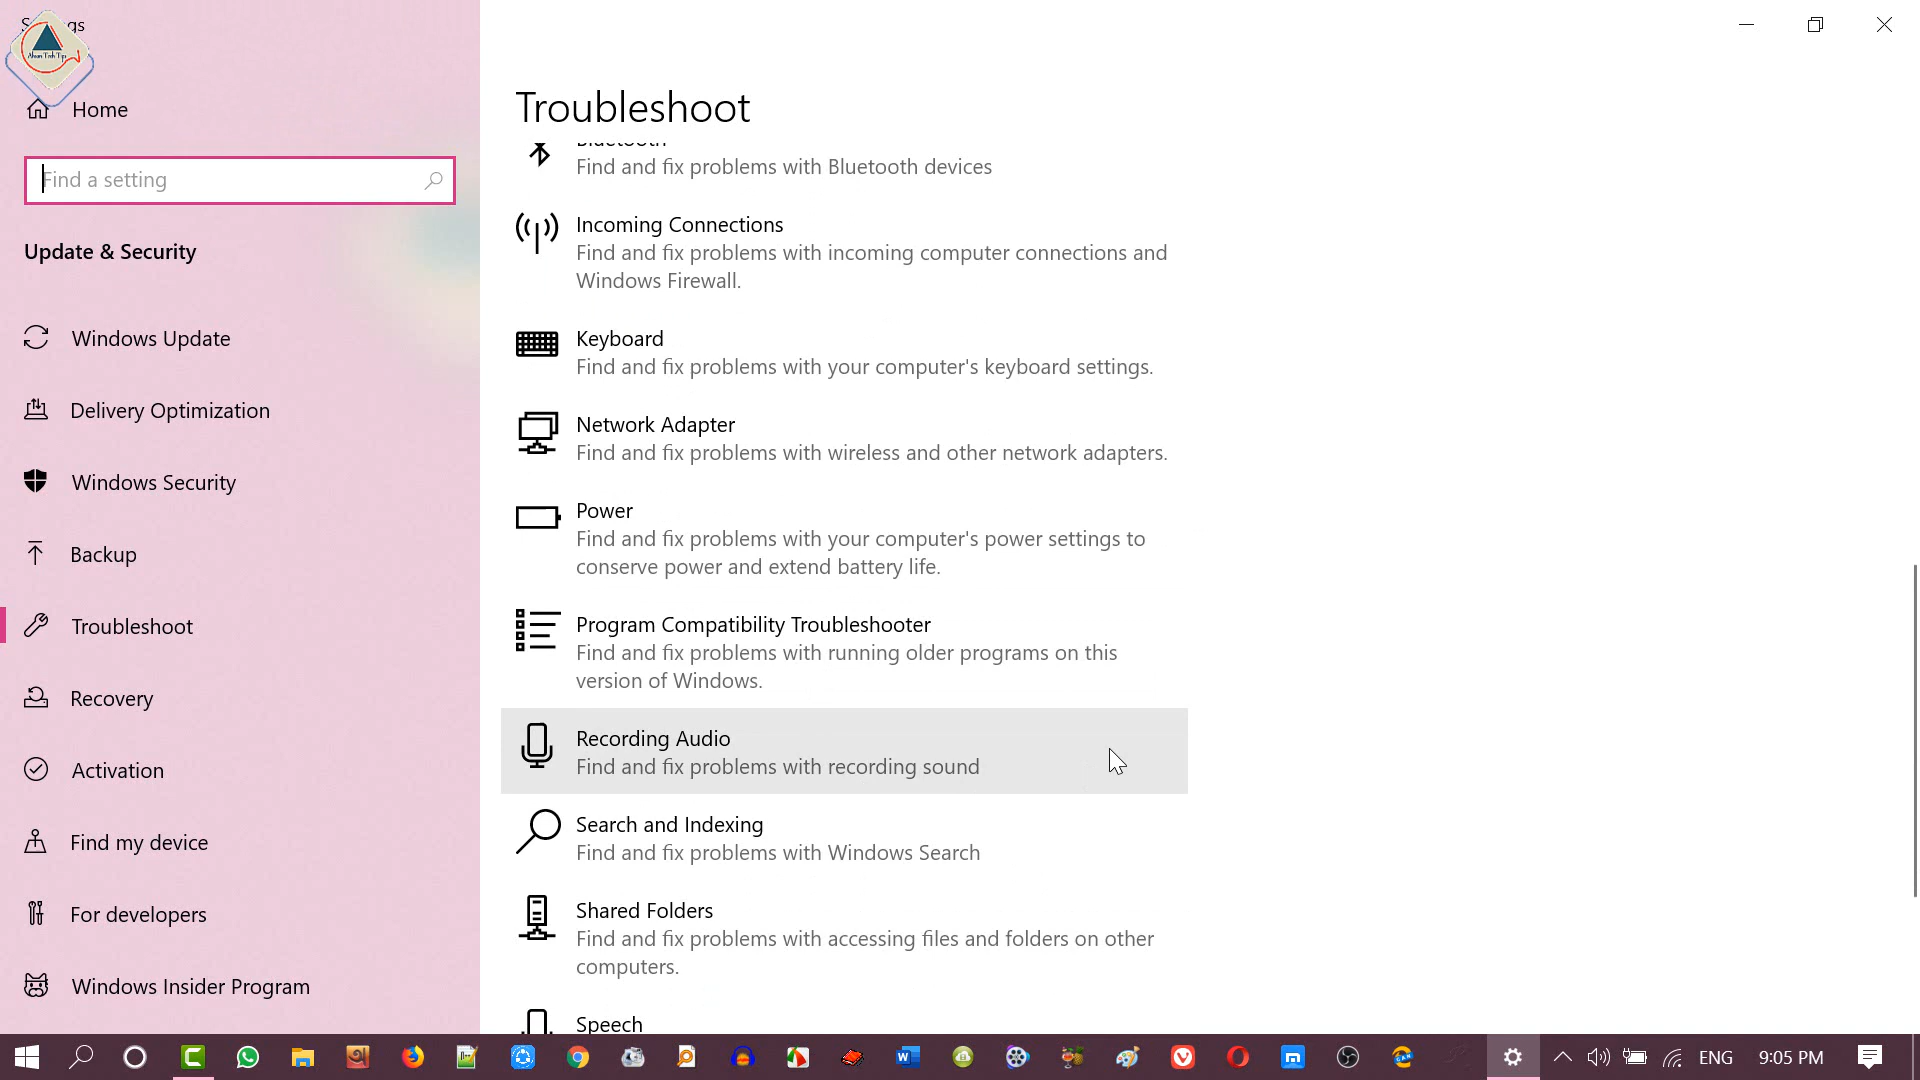 Ahsan Tech Tips
Home
Find a setting
Update & Security
Windows Update
Delivery Optimization
Windows Security
Backup
Troubleshoot
Recovery
Activation
Find my device
For developers
Windows Insider Program
Troubleshoot
Bluetooth
Find and fix problems with Bluetooth devices
Incoming Connections
Find and fix problems with incoming computer connections and
Windows Firewall.
Keyboard
Find and fix problems with your computer's keyboard settings.
Network Adapter
Find and fix problems with wireless and other network adapters.
Power
Find and fix problems with your computer's power settings to
conserve power and extend battery life.
Program Compatibility Troubleshooter
Find and fix problems with running older programs on this
version of Windows.
Recording Audio
Find and fix problems with recording sound
Search and Indexing
Find and fix problems with Windows Search
Shared Folders
Find and fix problems with accessing files and folders on other
computers.
Speech
ENG
9:05 PM